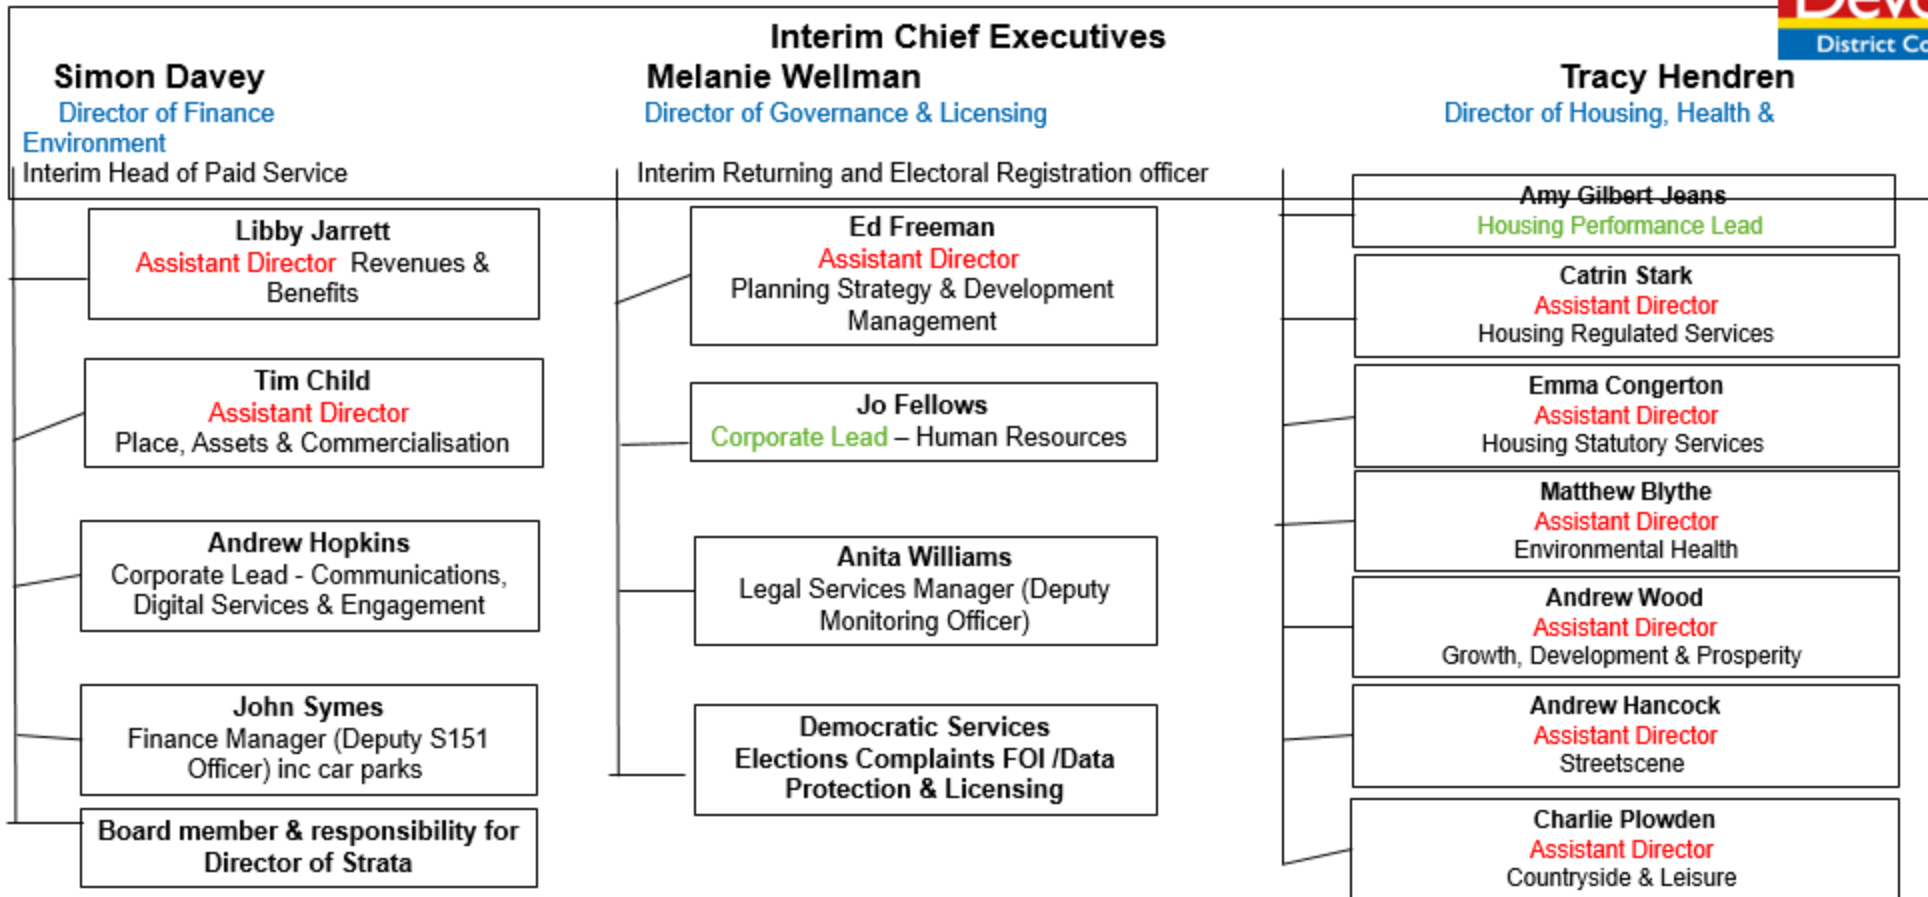 Interim Chief Executives
Simon Davey
Director of Finance
Environment
Interim Head of Paid Service
Libby Jarrett
Assistant Director Revenues &
Benefits
Tim Child
Assistant Director
Place, Assets & Commercialisation
Andrew Hopkins
Corporate Lead - Communications,
Digital Services & Engagement
John Symes
Finance Manager (Deputy S151
Officer) inc car parks
Board member & responsibility for
Director of Strata
Melanie Wellman
Director of Governance & Licensing
Interim Returning and Electoral Registration officer
Ed Freeman
Assistant Director
Planning Strategy & Development
Management
Jo Fellows
Corporate Lead – Human Resources
Anita Williams
Legal Services Manager (Deputy
Monitoring Officer)
Democratic Services
Elections Complaints FOI /Data
Protection & Licensing
District
Tracy Hendren
Director of Housing, Health &
Amy Gilbert Jeans
Housing Performance Lead
Catrin Stark
Assistant Director
Housing Regulated Services
Emma Congerton
Assistant Director
Housing Statutory Services
Matthew Blythe
Assistant Director
Environmental Health
Andrew Wood
Assistant Director
Growth, Development & Prosperity
Andrew Hancock
Assistant Director
Streetscene
Charlie Plowden
Assistant Director
Countryside & Leisure